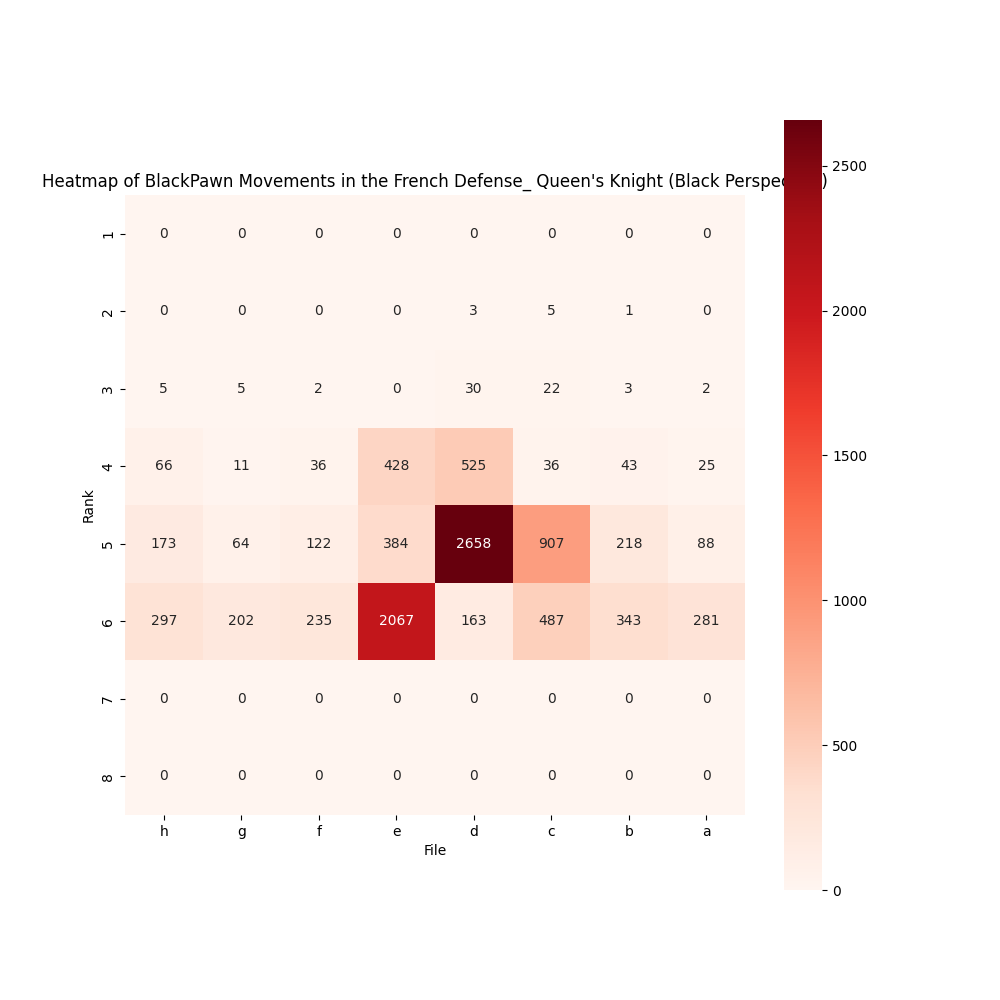 Heatmap of BlackPawn Movements in the French Defense_ Queen's Knight (Black
2500
1 0 0 0 0 0 0 0 0
2 0 0 0 0 3 5 1 0
2000
3 5 5 2 0 30 22 3 2
1500
4 66 11 36 428 525 36 43 25
Rank
5 173 64 122 384 2658 907 218 88
1000
6 297 202 235 2067 163 487 343 281
7 0 0 0 0 0 0 0 0
500
8 0 0 0 0 0 0 0 0
h g f e d c b a
File
0